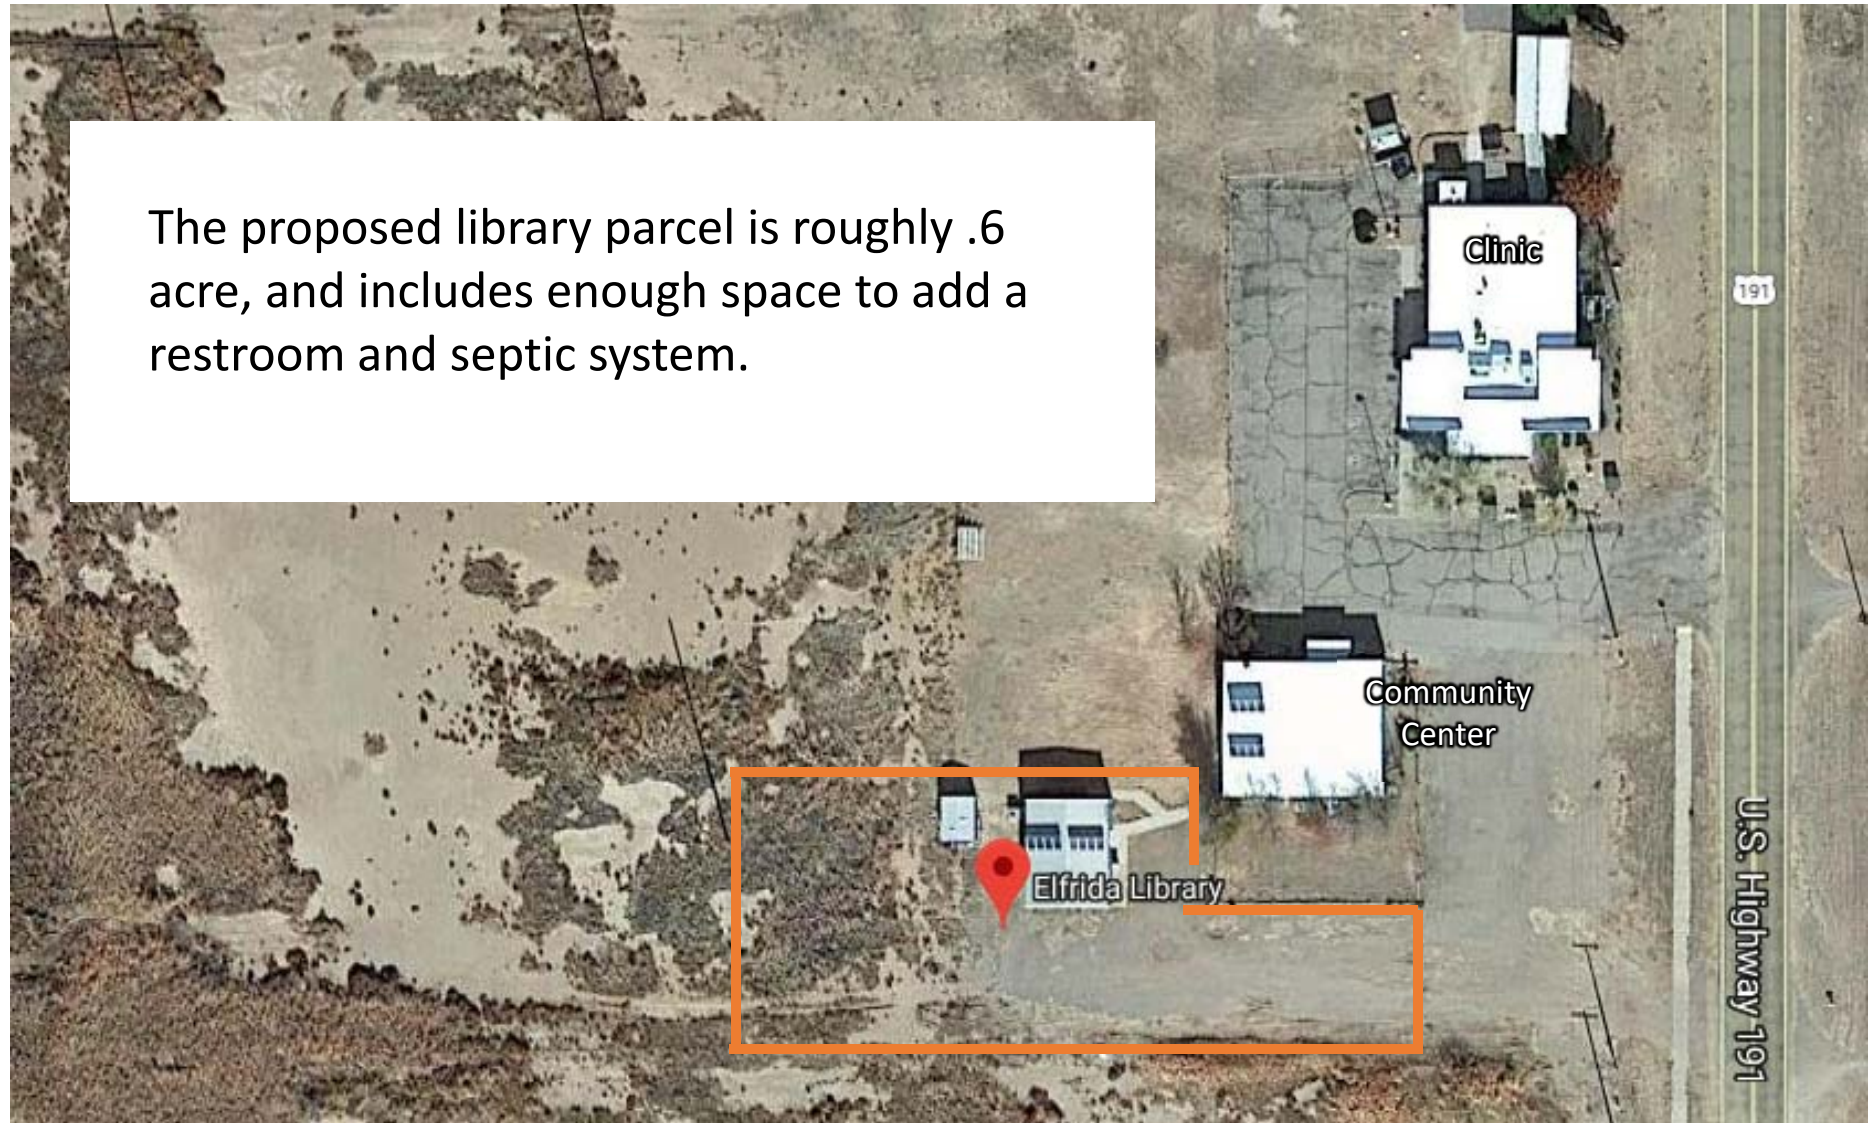 The proposed library parcel is roughly .6
acre, and includes enough space to add a
restroom and septic system.
Clinic
191
Community
Center
Elfrida Library
U.S. Highway 191